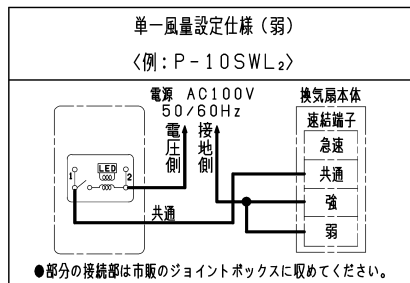 単一風量設定仕様（弱）
〈例：P-10SWL₂〉
電源 AC100V
50/60Hz
電圧側
接地側
換気扇本体
速結端子
急速
共通
強
弱
LED
1
2
共通
●部分の接続部は市販のジョイントボックスに収めてください。